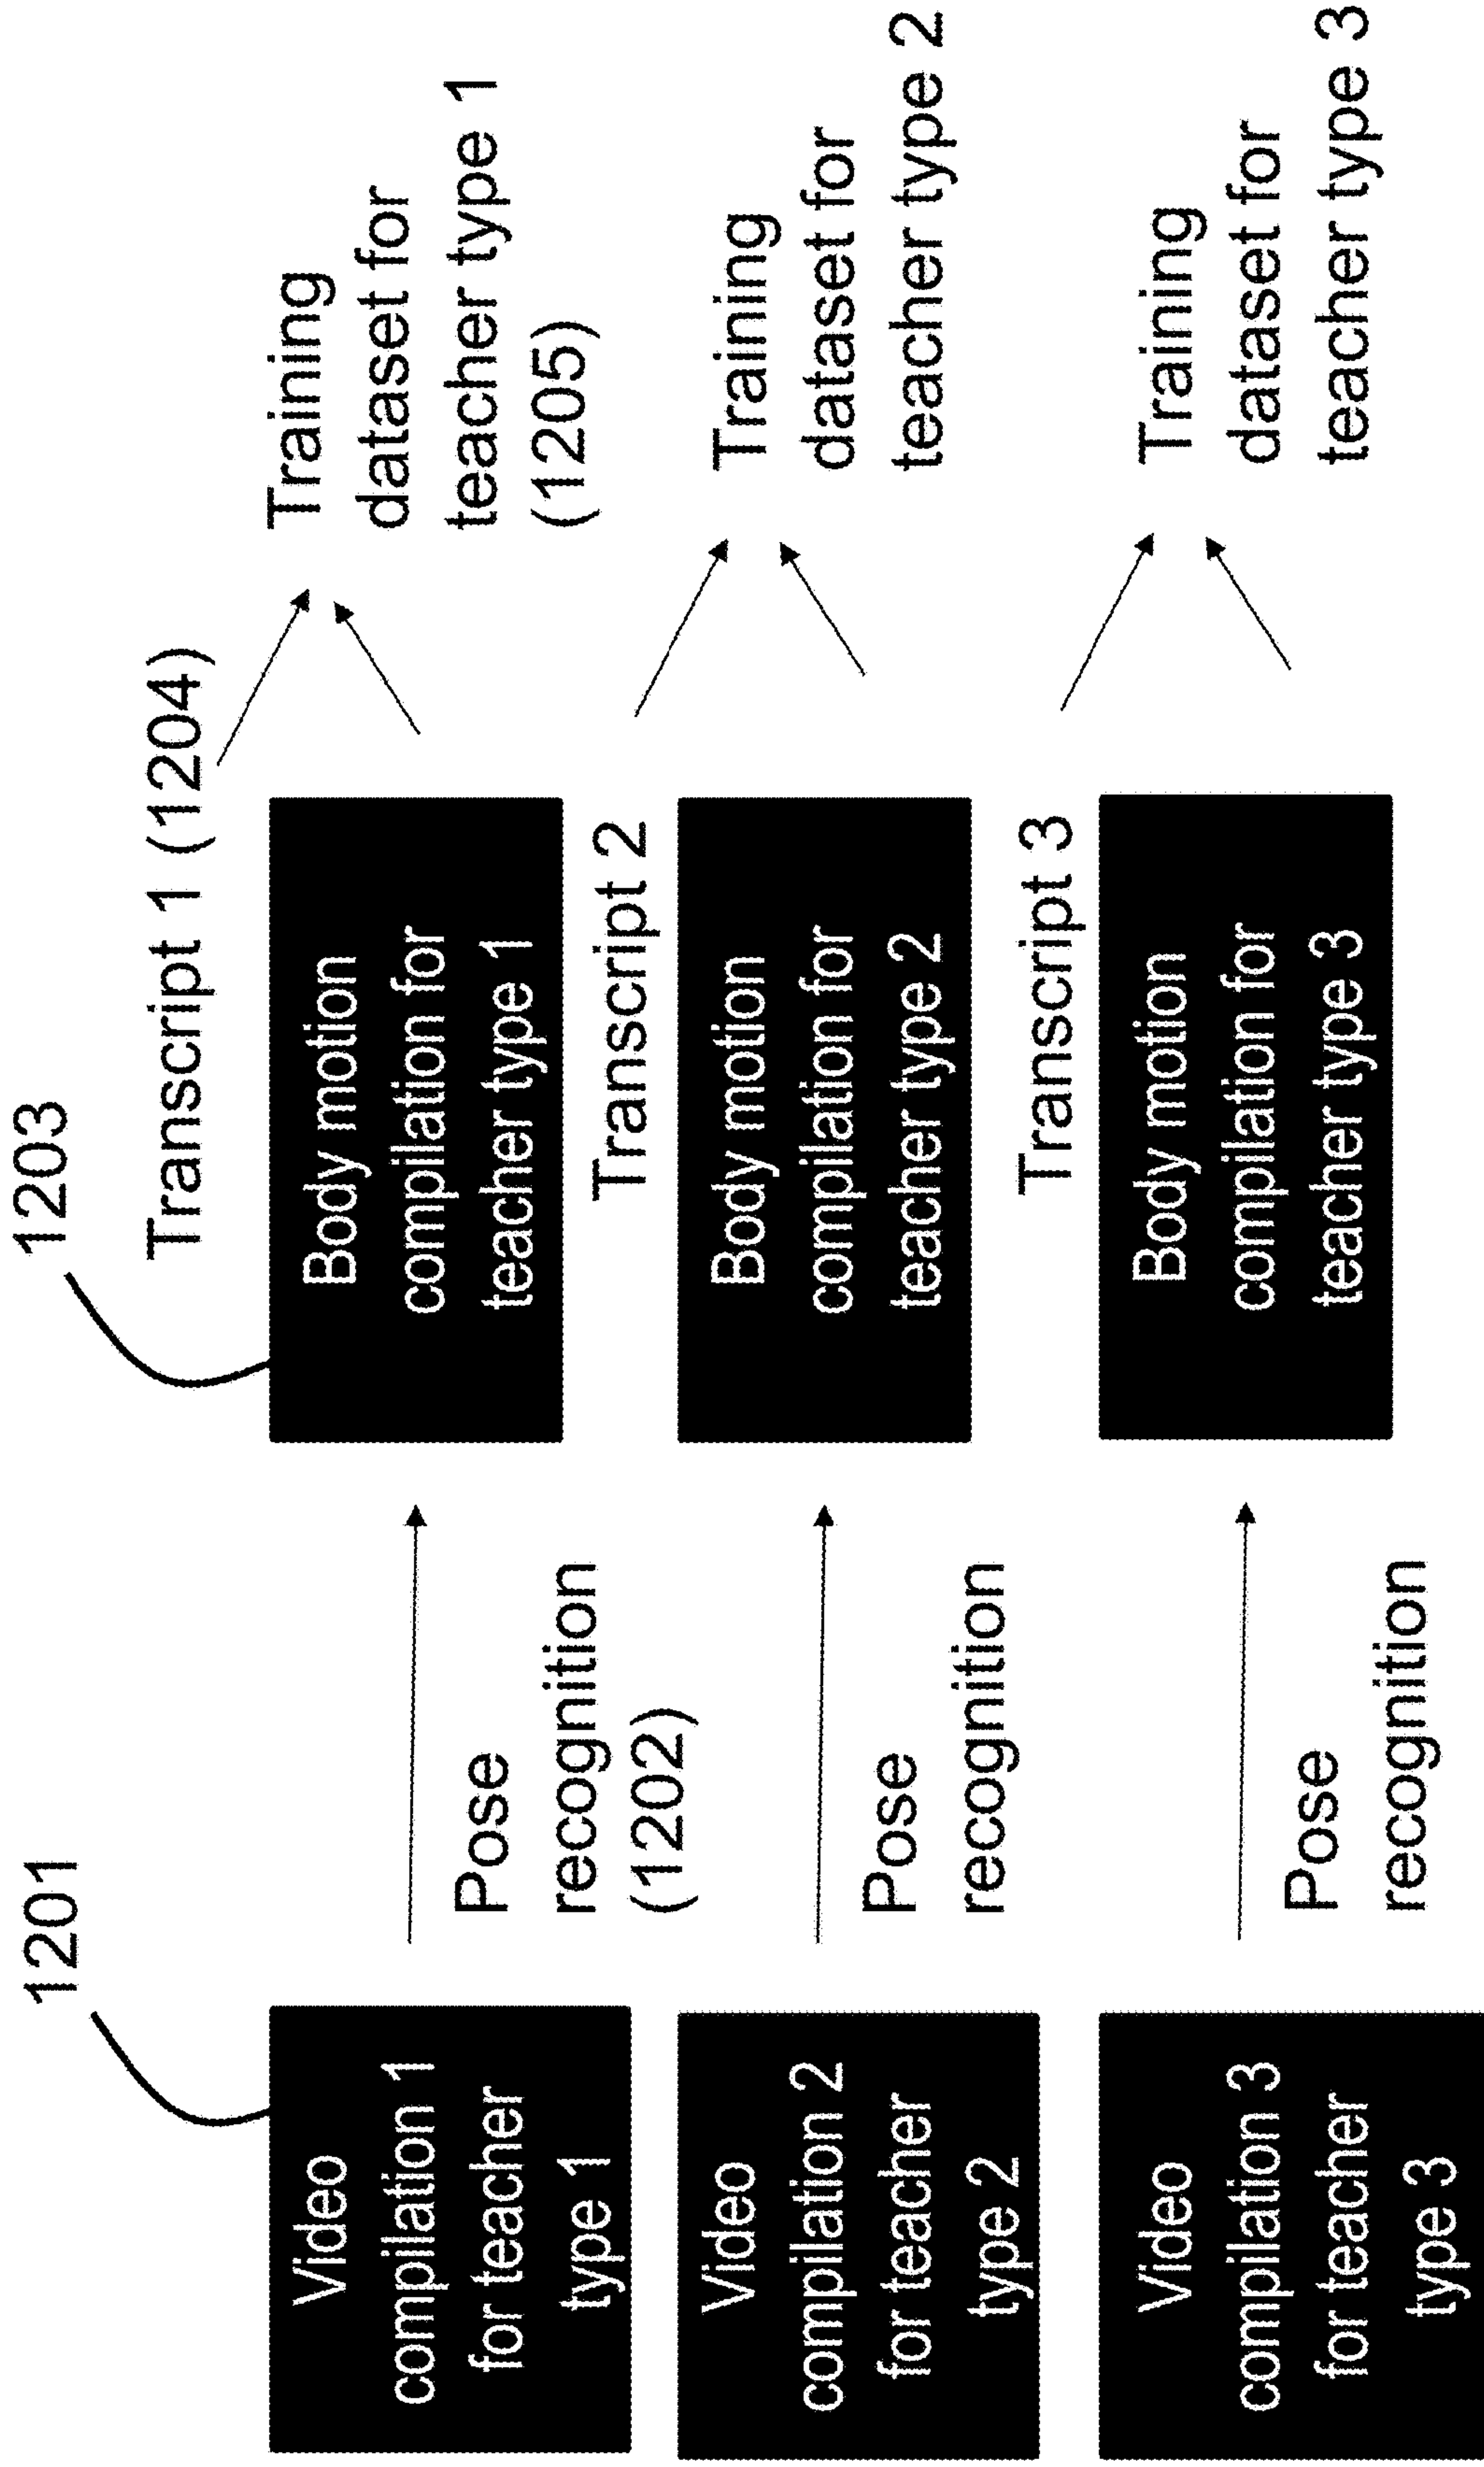 1201
1203
Transcript 1 (1204)
Video
compilation 1
for teacher
type 1
Pose
recognition
(1202)
Body motion
compilation for
teacher type 1
Training
dataset for
teacher type 1
(1205)
Transcript 2
Video
compilation 2
for teacher
type 2
Pose
recognition
Body motion
compilation for
teacher type 2
Training
dataset for
teacher type 2
Transcript 3
Video
compilation 3
for teacher
type 3
Pose
recognition
Body motion
compilation for
teacher type 3
Training
dataset for
teacher type 3